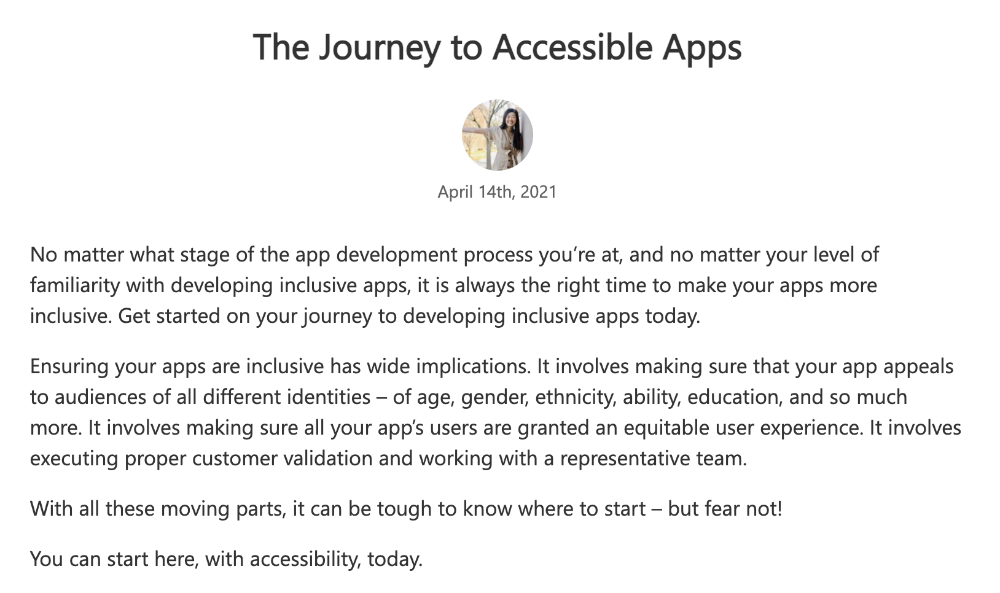 The Journey to Accessible Apps
April 14th, 2021
No matter what stage of the app development process you’re at, and no matter your level of
familiarity with developing inclusive apps, it is always the right time to make your apps more
inclusive. Get started on your journey to developing inclusive apps today.
Ensuring your apps are inclusive has wide implications. It involves making sure that your app appeals
to audiences of all different identities – of age, gender, ethnicity, ability, education, and so much
more. It involves making sure all your app’s users are granted an equitable user experience. It involves
executing proper customer validation and working with a representative team.
With all these moving parts, it can be tough to know where to start – but fear not!
You can start here, with accessibility, today.